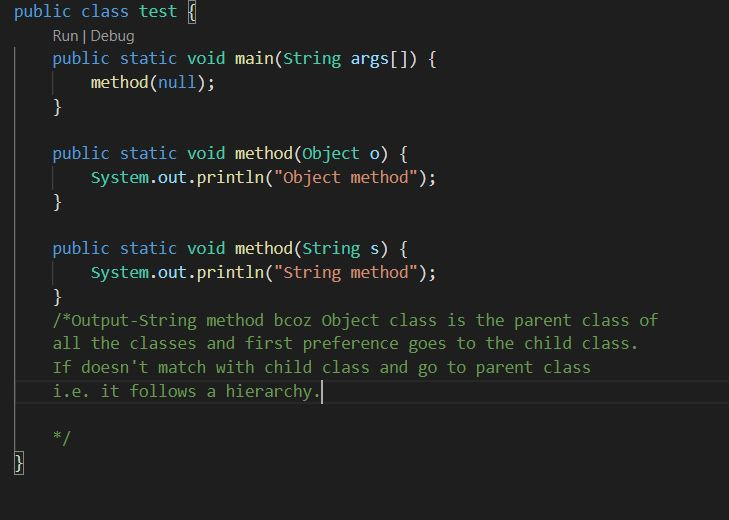 public class test {
Run | Debug
public static void main(String args[]) {
method(null);
}
public static void method(Object o) {
System.out.println("Object method");
}
public static void method(String s) {
System.out.println("String method");
}
/*Output-String method bcoz Object class is the parent class of
all the classes and first preference goes to the child class.
If doesn't match with child class and go to parent class
i.e. it follows a hierarchy.
*/
}